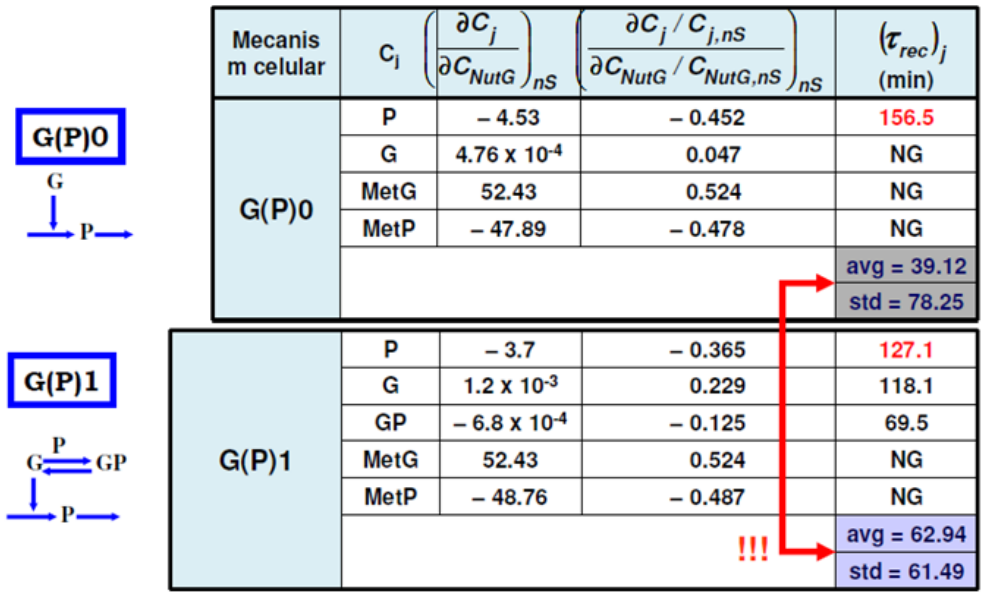 Mecanis
m celular
Cj
(∂Cj / ∂CNutG)nS
(∂Cj / Cj,nS / ∂CNutG / CNutG,nS)nS
(τrec)j
(min)
G(P)0
G
P
G(P)0
P – 4.53 – 0.452 156.5
G 4.76 x 10-4 0.047 NG
MetG 52.43 0.524 NG
MetP – 47.89 – 0.478 NG
avg = 39.12
std = 78.25
G(P)1
P
G GP
P
G(P)1
P – 3.7 – 0.365 127.1
G 1.2 x 10-3 0.229 118.1
GP – 6.8 x 10-4 – 0.125 69.5
MetG 52.43 0.524 NG
MetP – 48.76 – 0.487 NG
!!!
avg = 62.94
std = 61.49